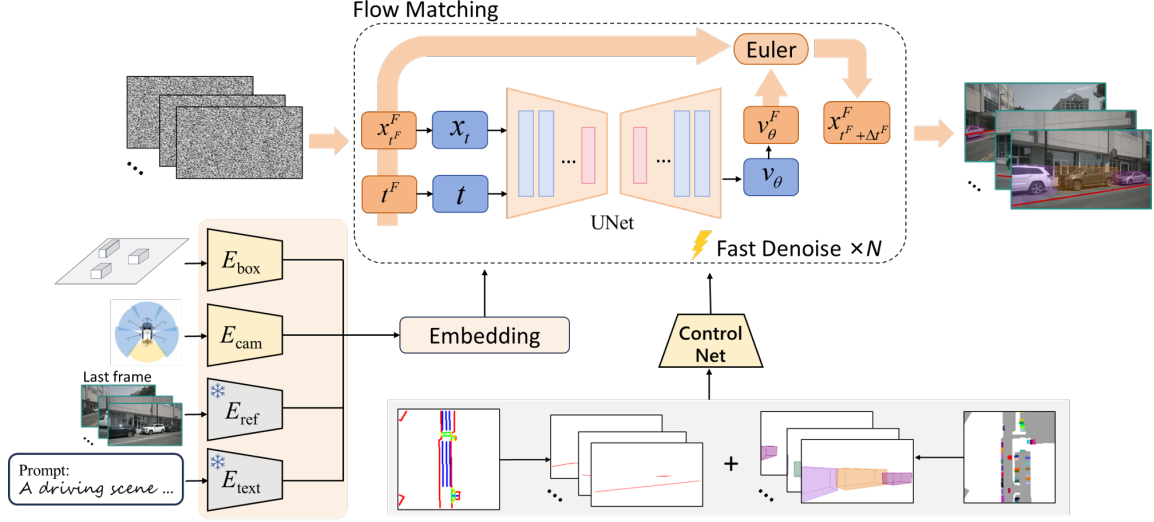 Flow Matching
Euler
x^F_{t^F}
x_t
v^F_θ
x^F_{t^F+Δt^F}
...
...
t^F
t
v_θ
UNet
Fast Denoise ×N
E_box
E_cam
Embedding
Control
Net
Last frame
E_ref
E_text
Prompt:
A driving scene ...
+